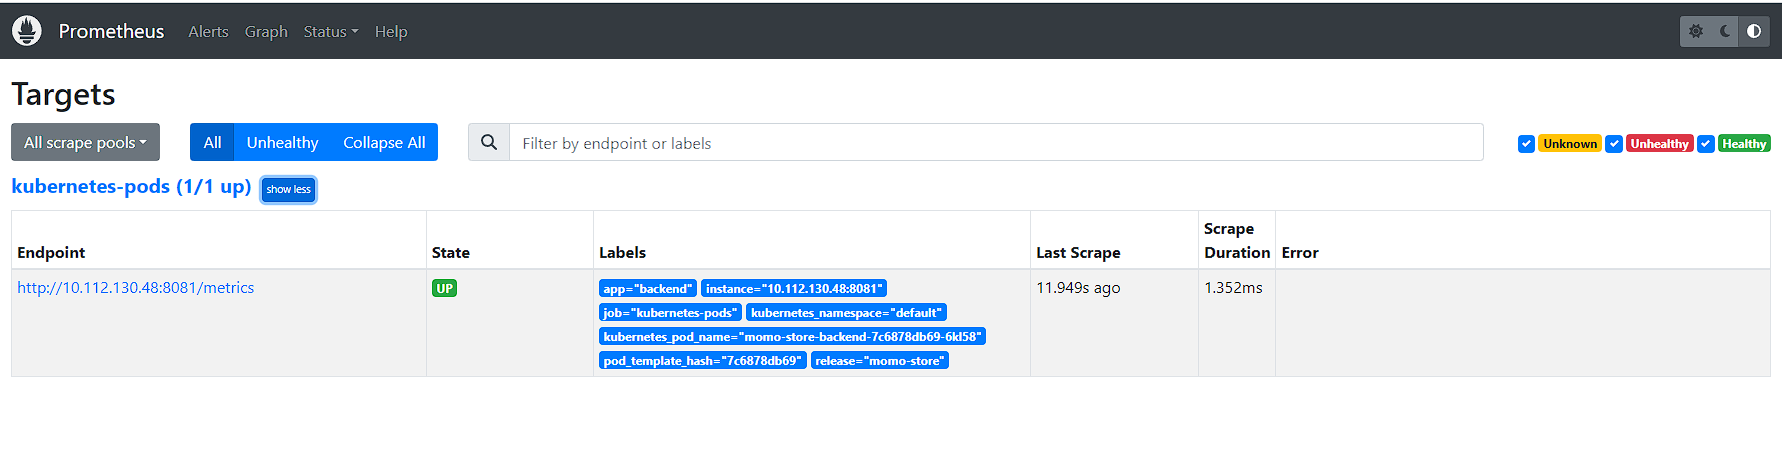 Prometheus Alerts Graph Status Help
Targets
All scrape pools All Unhealthy Collapse All Filter by endpoint or labels Unknown Unhealthy Healthy
kubernetes-pods (1/1 up) show less
Endpoint State Labels Last Scrape Scrape Duration Error
http://10.112.130.48:8081/metrics UP app="backend" instance="10.112.130.48:8081" 11.949s ago 1.352ms
job="kubernetes-pods" kubernetes_namespace="default"
kubernetes_pod_name="momo-store-backend-7c6878db69-6kl58"
pod_template_hash="7c6878db69" release="momo-store"